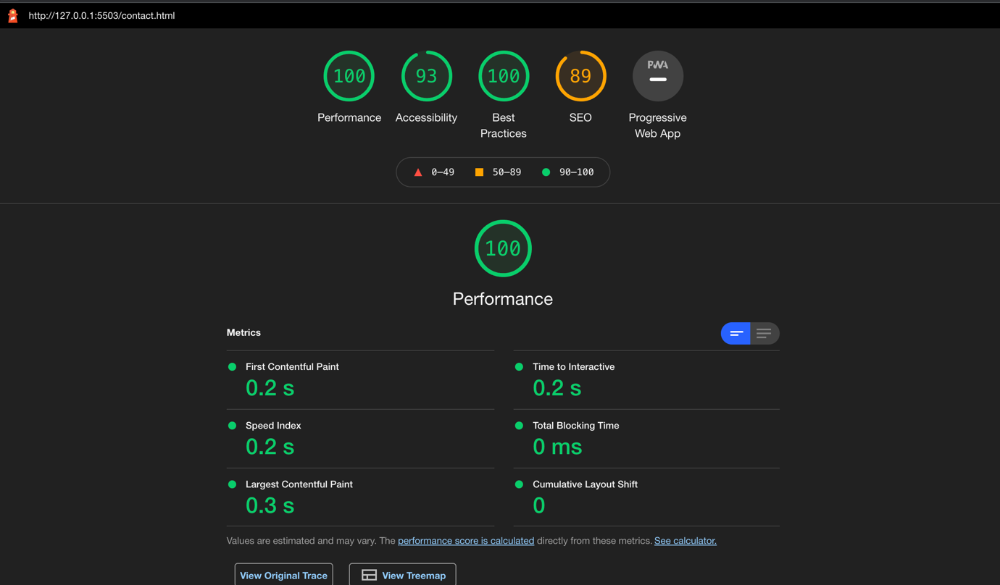 http://127.0.0.1:5503/contact.html
100
93
100
89
PWA
Performance
Accessibility
Best
Practices
SEO
Progressive
Web App
0–49
50–89
90–100
100
Performance
Metrics
First Contentful Paint
0.2 s
Time to Interactive
0.2 s
Speed Index
0.2 s
Total Blocking Time
0 ms
Largest Contentful Paint
0.3 s
Cumulative Layout Shift
0
Values are estimated and may vary. The performance score is calculated directly from these metrics. See calculator.
View Original Trace
View Treemap